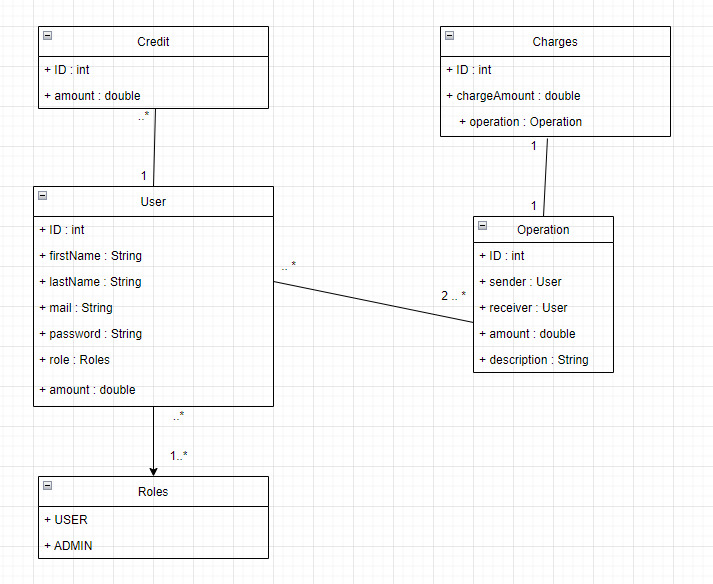 Credit
+ ID : int
+ amount : double
..*
1
Charges
+ ID : int
+ chargeAmount : double
+ operation : Operation
1
1
User
+ ID : int
+ firstName : String
+ lastName : String
+ mail : String
+ password : String
+ role : Roles
+ amount : double
.. *
2 .. *
Operation
+ ID : int
+ sender : User
+ receiver : User
+ amount : double
+ description : String
..*
1..*
Roles
+ USER
+ ADMIN